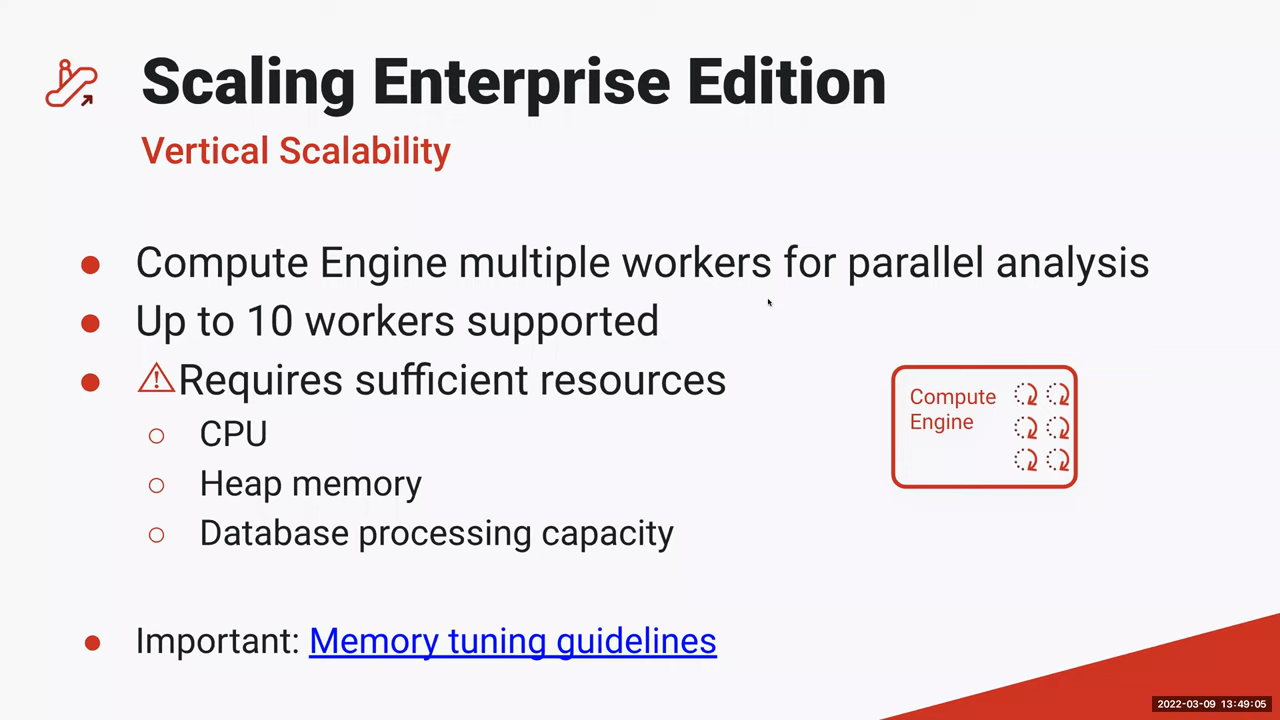 Scaling Enterprise Edition
Vertical Scalability
● Compute Engine multiple workers for parallel analysis
● Up to 10 workers supported
● ⚠Requires sufficient resources
○ CPU
○ Heap memory
○ Database processing capacity
Compute
Engine
● Important: Memory tuning guidelines
2022-03-09 13:49:05